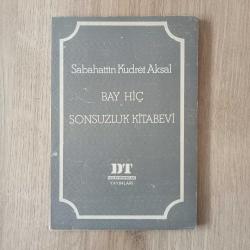 Sabahattin Kudret Aksal
BAY HİÇ
SONSUZLUK KİTABEVİ
DT
YAYINLARI